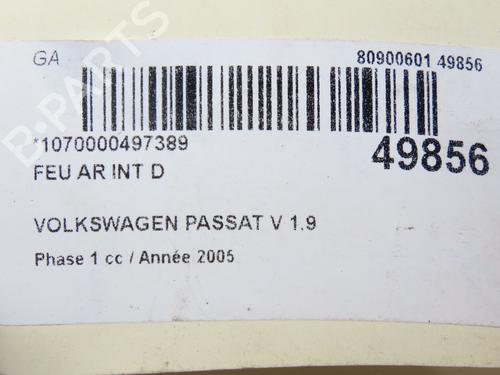 GA
80900601 49856
*1070000497389
49856
FEU AR INT D
VOLKSWAGEN PASSAT V 1.9
Phase 1 cc / Année 2005
B-PARTS